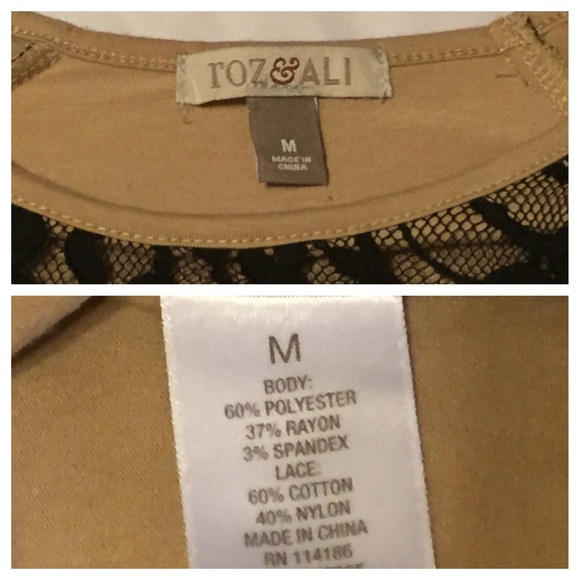 roz&ALI
M
MADE IN
CHINA
M
BODY:
60% POLYESTER
37% RAYON
3% SPANDEX
LACE:
60% COTTON
40% NYLON
MADE IN CHINA
RN 114186